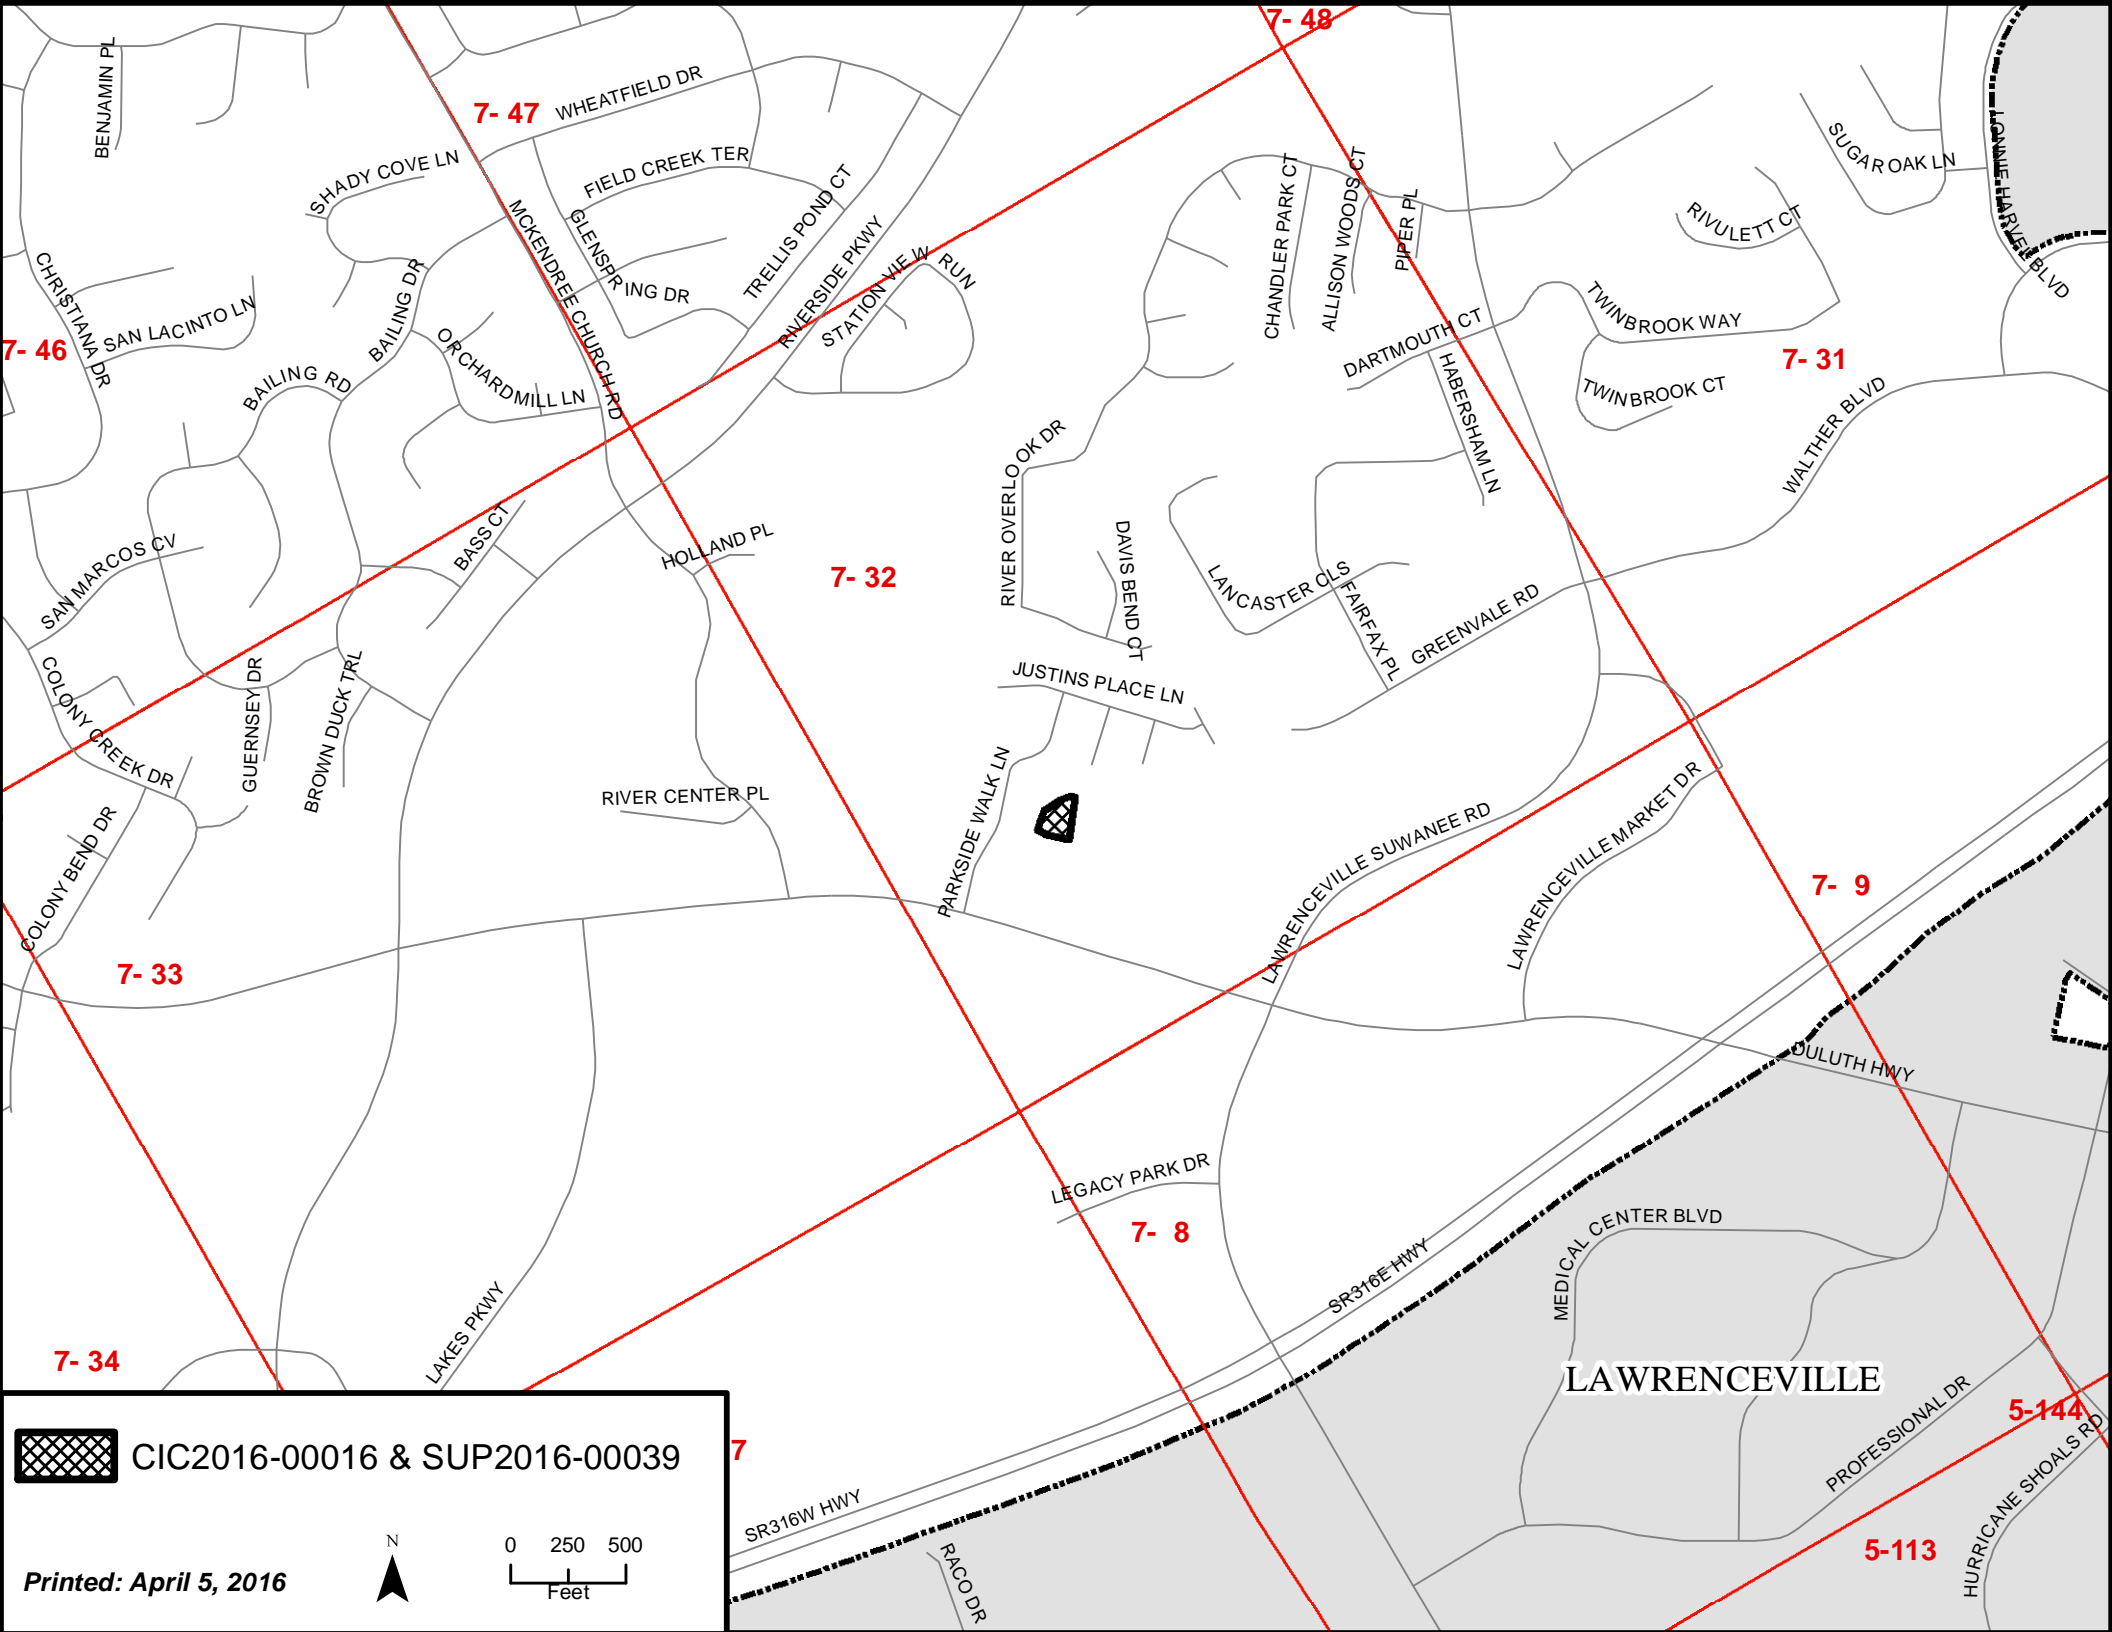 7- 48
BENJAMIN PL
7- 47
WHEATFIELD DR
SHADY COVE LN
FIELD CREEK TER
GLENSPRING DR
TRELLIS POND CT
RIVERSIDE PKWY
STATION VIEW RUN
MCKENDREE CHURCH RD
CHANDLER PARK CT
ALLISON WOODS CT
PIPER PL
SUGAR OAK LN
LONNIE HARVEL BLVD
RIVULETT CT
CHRISTIANA DR
SAN LACINTO LN
7- 46
BAILING DR
BAILING RD
ORCHARD MILL LN
DARTMOUTH CT
HABERSHAM LN
TWINBROOK WAY
7- 31
TWINBROOK CT
WALTHER BLVD
RIVER OVERLOOK DR
SAN MARCOS CV
BASS CT
HOLLAND PL
7- 32
DAVIS BEND CT
LANCASTER CLS
FAIRFAX PL
GREENVALE RD
JUSTINS PLACE LN
COLONY CREEK DR
GUERNSEY DR
BROWN DUCK TRL
RIVER CENTER PL
PARKSIDE WALK LN
COLONY BEND DR
LAWRENCEVILLE SUWANEE RD
LAWRENCEVILLE MARKET DR
7- 9
7- 33
DULUTH HWY
LEGACY PARK DR
7- 8
MEDICAL CENTER BLVD
SR316E HWY
LAKES PKWY
7- 34
LAWRENCEVILLE
PROFESSIONAL DR
5-144
HURRICANE SHOALS RD
5-113
7
SR316W HWY
RACO DR
CIC2016-00016 & SUP2016-00039
N
0 250 500
Feet
Printed: April 5, 2016